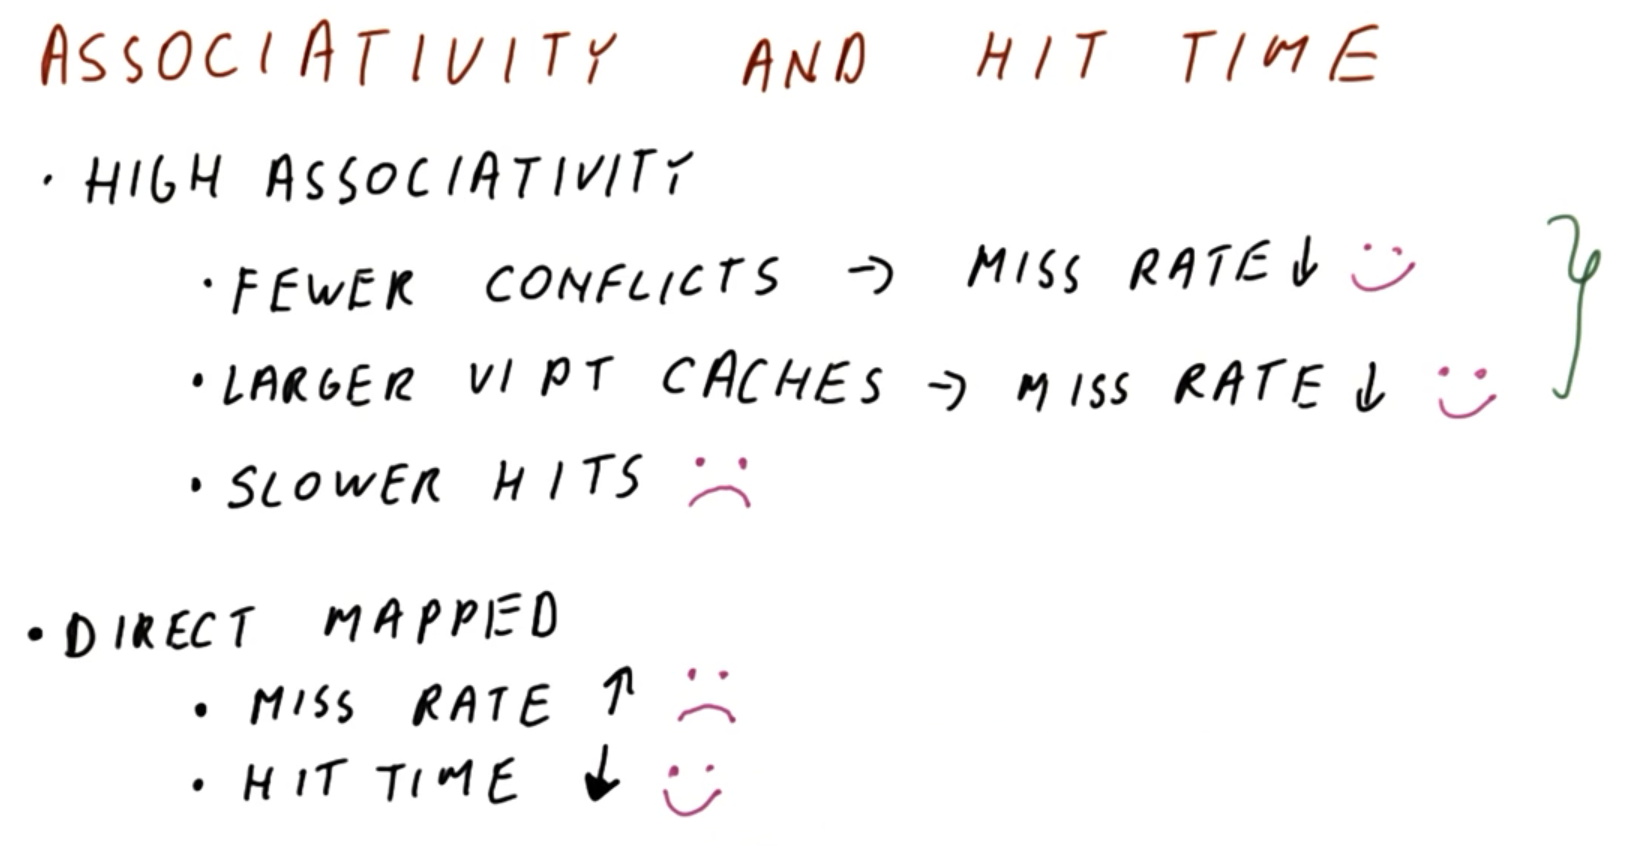 ASSOCIATIVITY AND HIT TIME
• HIGH ASSOCIATIVITY
• FEWER CONFLICTS → MISS RATE ↓
• LARGER VIPT CACHES → MISS RATE ↓
• SLOWER HITS
• DIRECT MAPPED
• MISS RATE ↑
• HIT TIME ↓